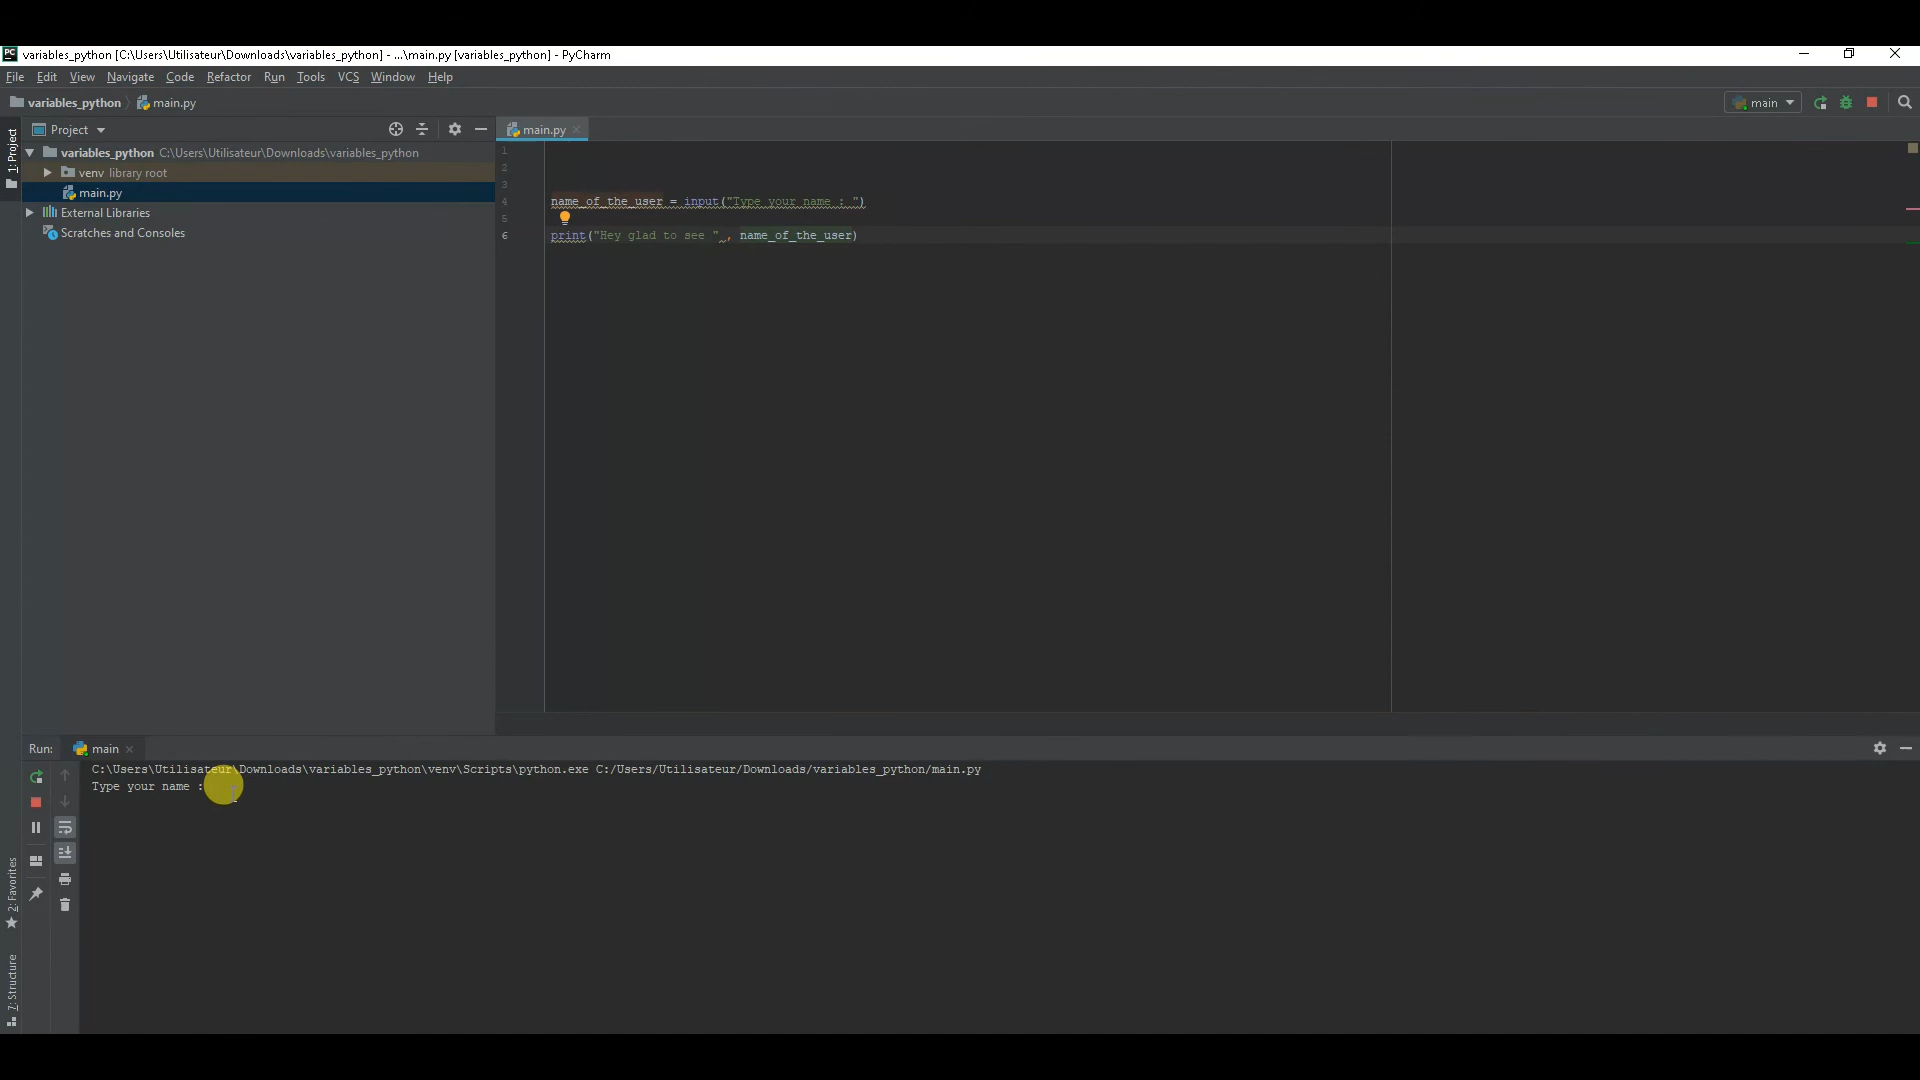 variables_python [C:\Users\Utilisateur\Downloads\variables_python] - ...\main.py [variables_python] - PyCharm
File Edit View Navigate Code Refactor Run Tools VCS Window Help
variables_python main.py
main
1: Project
Project
main.py
variables_python C:\Users\Utilisateur\Downloads\variables_python
venv library root
main.py
External Libraries
Scratches and Consoles
1
2
3
4 name_of_the_user = input("Type your name : ")
5
6 print("Hey glad to see " , name_of_the_user)
Run: main
C:\Users\Utilisateur\Downloads\variables_python\venv\Scripts\python.exe C:/Users/Utilisateur/Downloads/variables_python/main.py
Type your name :
2: Favorites
7: Structure